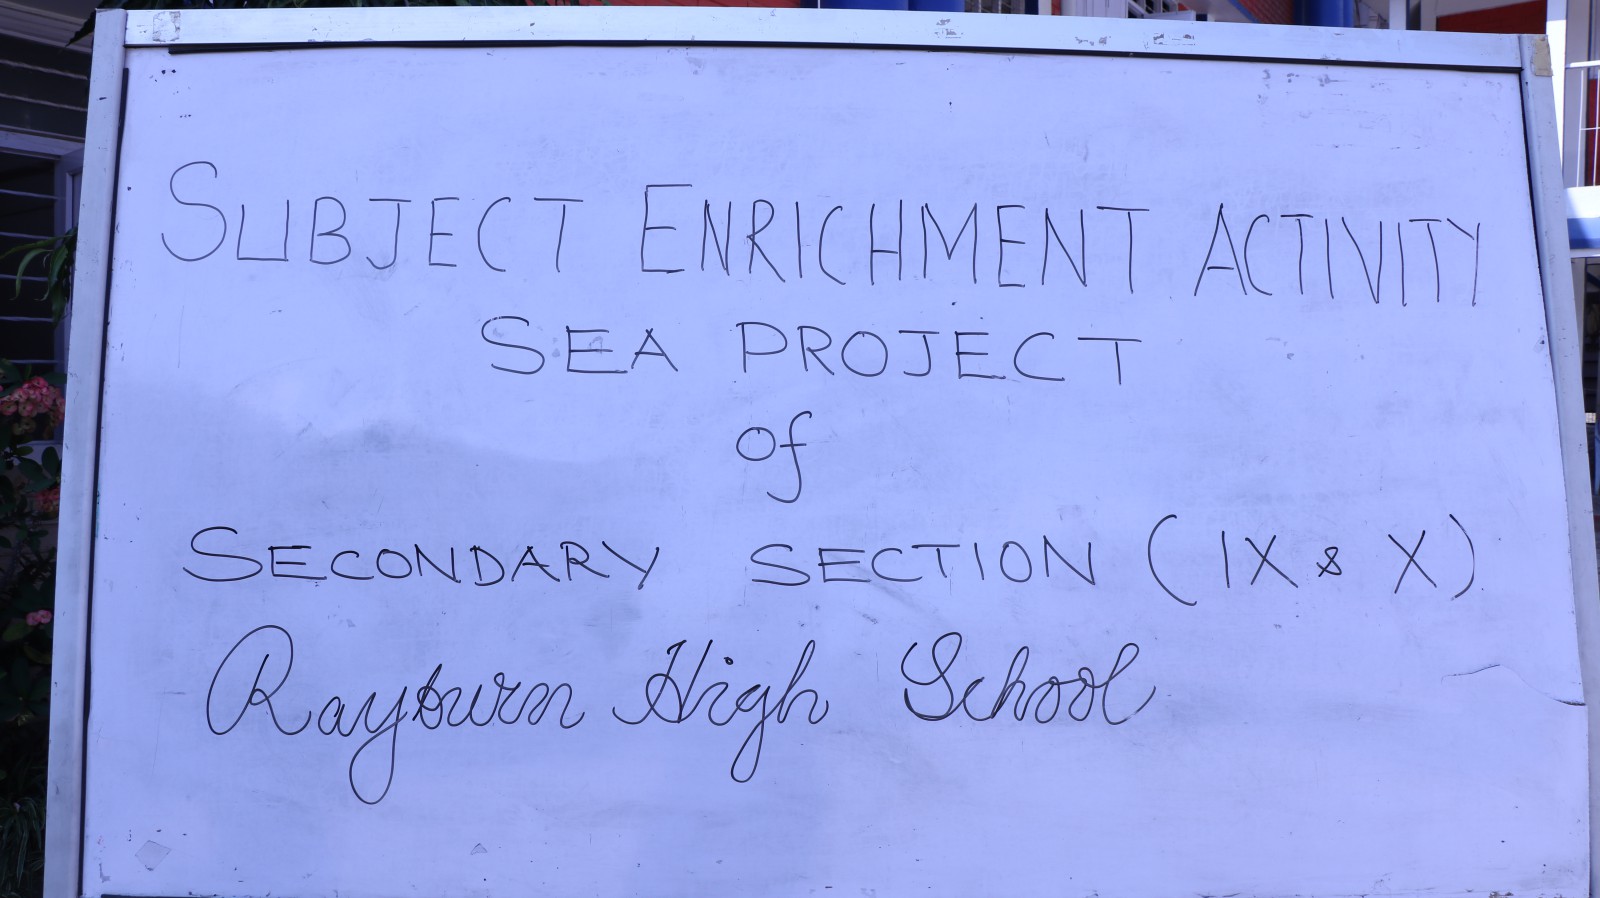 SUBJECT ENRICHMENT ACTIVITY
SEA PROJECT
of
SECONDARY SECTION (IX & X)
Rayburn High School